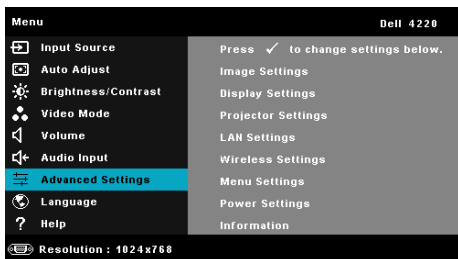 Menu Dell 4220
Input Source Press ✓ to change settings below.
Auto Adjust Image Settings
Brightness/Contrast Display Settings
Video Mode Projector Settings
Volume LAN Settings
Audio Input Wireless Settings
Advanced Settings Menu Settings
Language Power Settings
? Help Information
Resolution : 1024x768